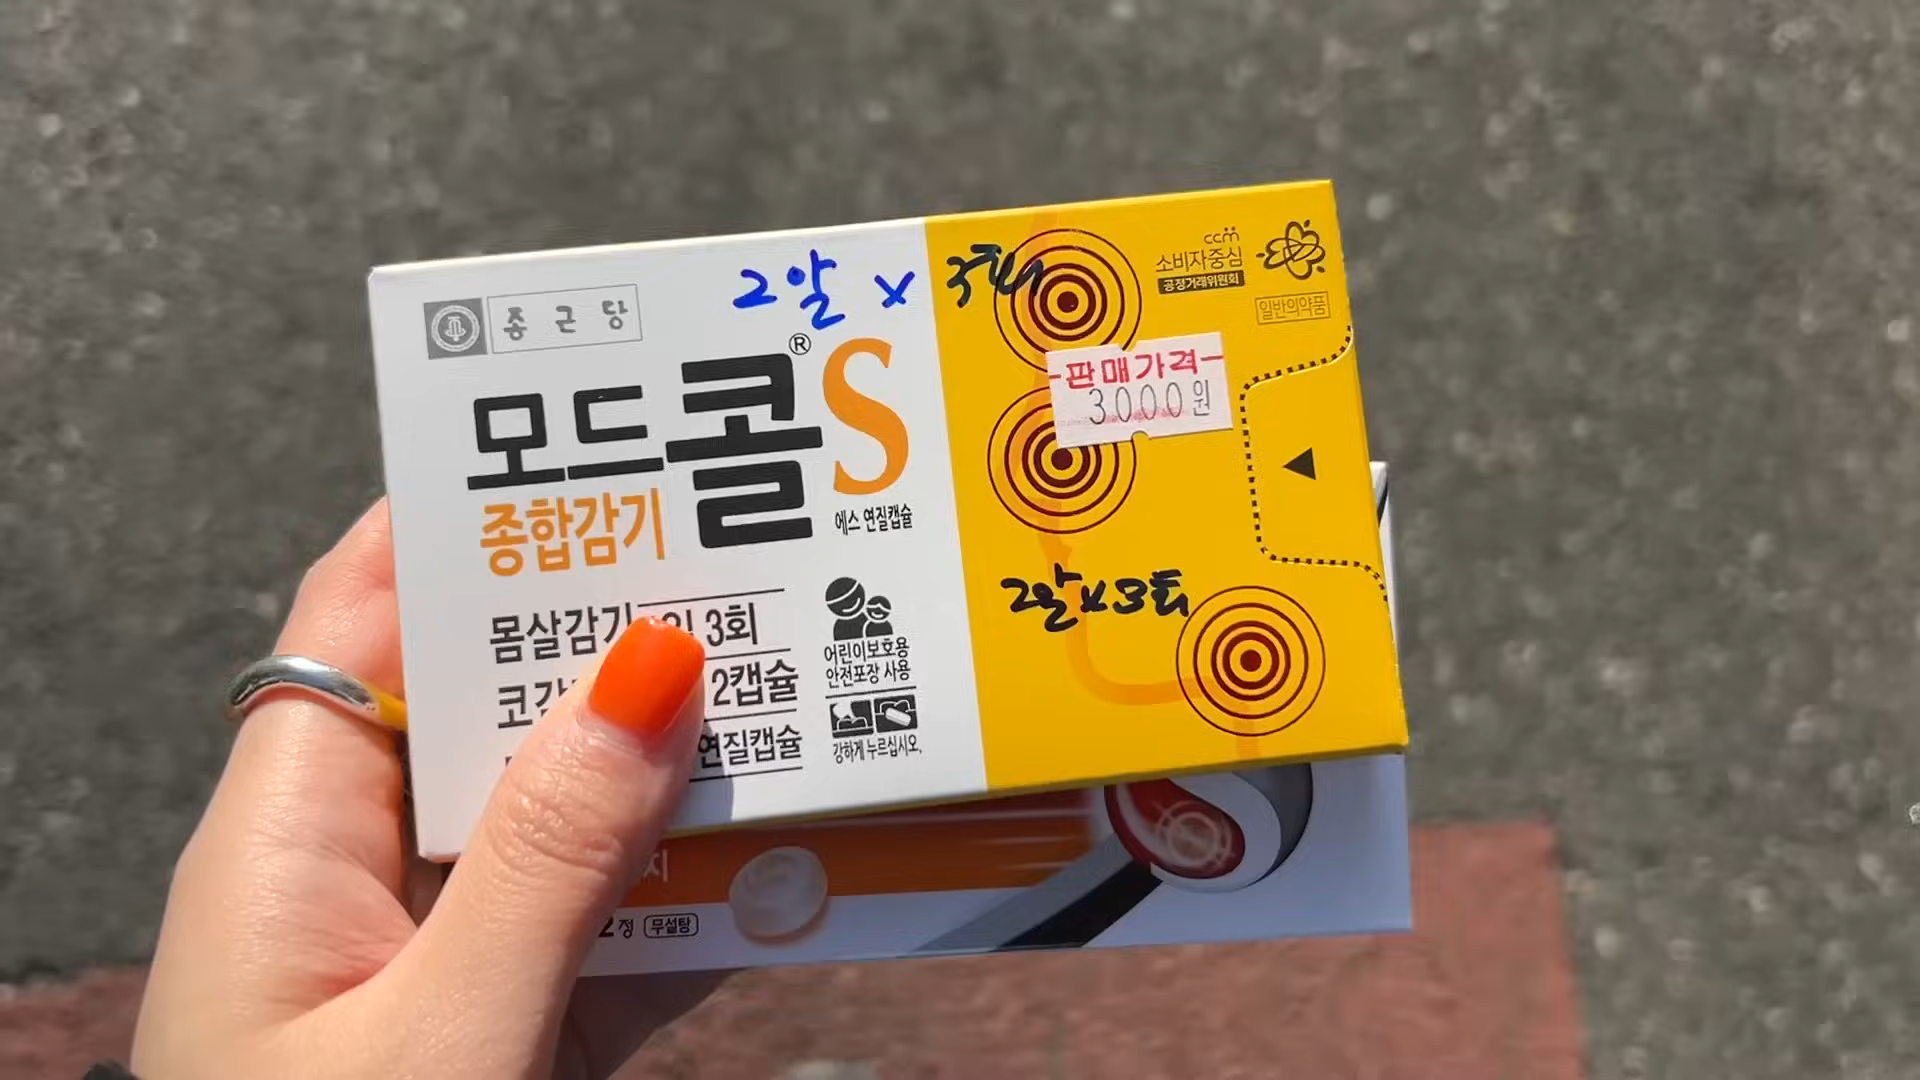 종근당
2알 x 3회
ccm
소비자중심
공정거래위원회
일반의약품
모드콜® S
종합감기
에스 연질캡슐
-판매가격-
3000원
2알x3회
몸살감기
3회
2캡슐
연질캡슐
어린이보호용
안전포장 사용
강하게 누르십시오.
2정 무설탕